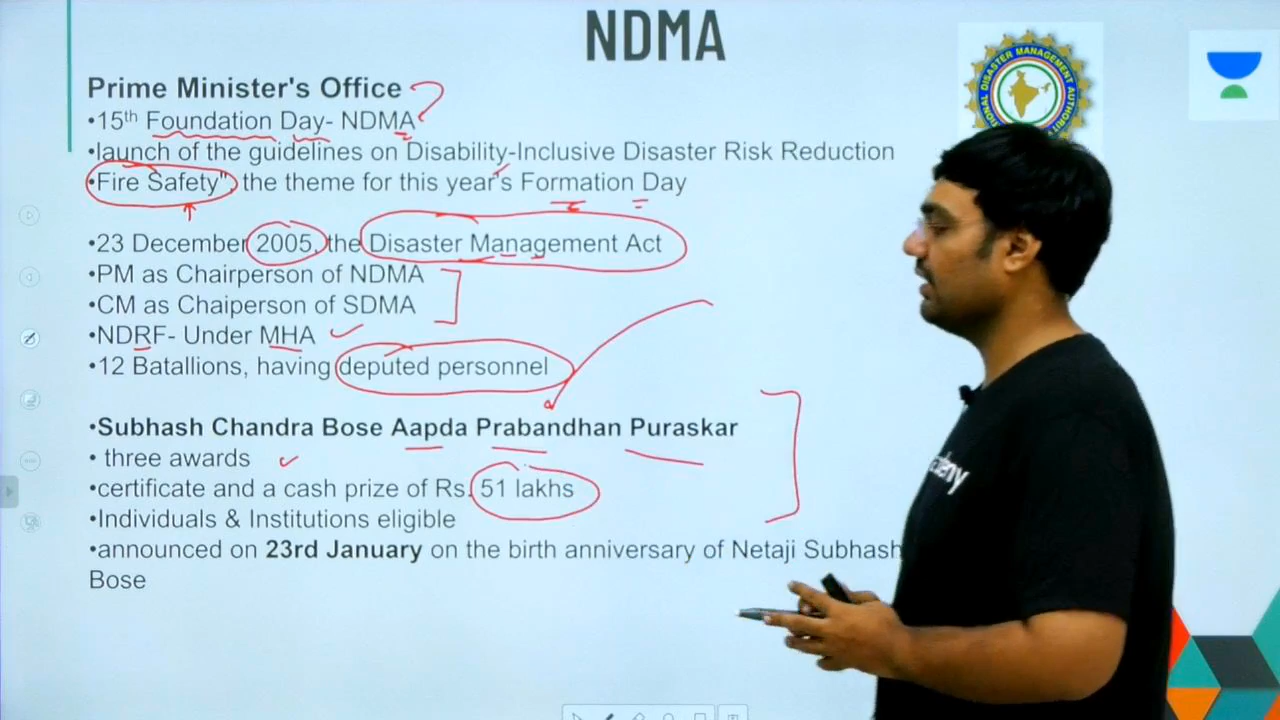 NDMA
Prime Minister's Office
•15th Foundation Day- NDMA
•launch of the guidelines on Disability-Inclusive Disaster Risk Reduction
•Fire Safety" the theme for this year's Formation Day
•23 December 2005, the Disaster Management Act
•PM as Chairperson of NDMA
•CM as Chaiperson of SDMA
•NDRF- Under MHA
•12 Batallions, having deputed personnel
•Subhash Chandra Bose Aapda Prabandhan Puraskar
• three awards
•certificate and a cash prize of Rs. 51 lakhs
•Individuals & Institutions eligible
•announced on 23rd January on the birth anniversary of Netaji Subhash
Bose
DISASTER MANAGEMENT AUTHORITY